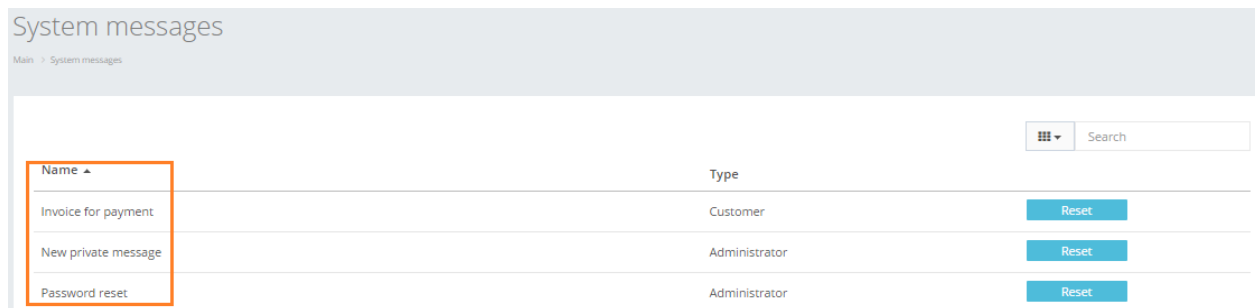 System messages
Main > System messages
Search
Name Type
Invoice for payment Customer Reset
New private message Administrator Reset
Password reset Administrator Reset